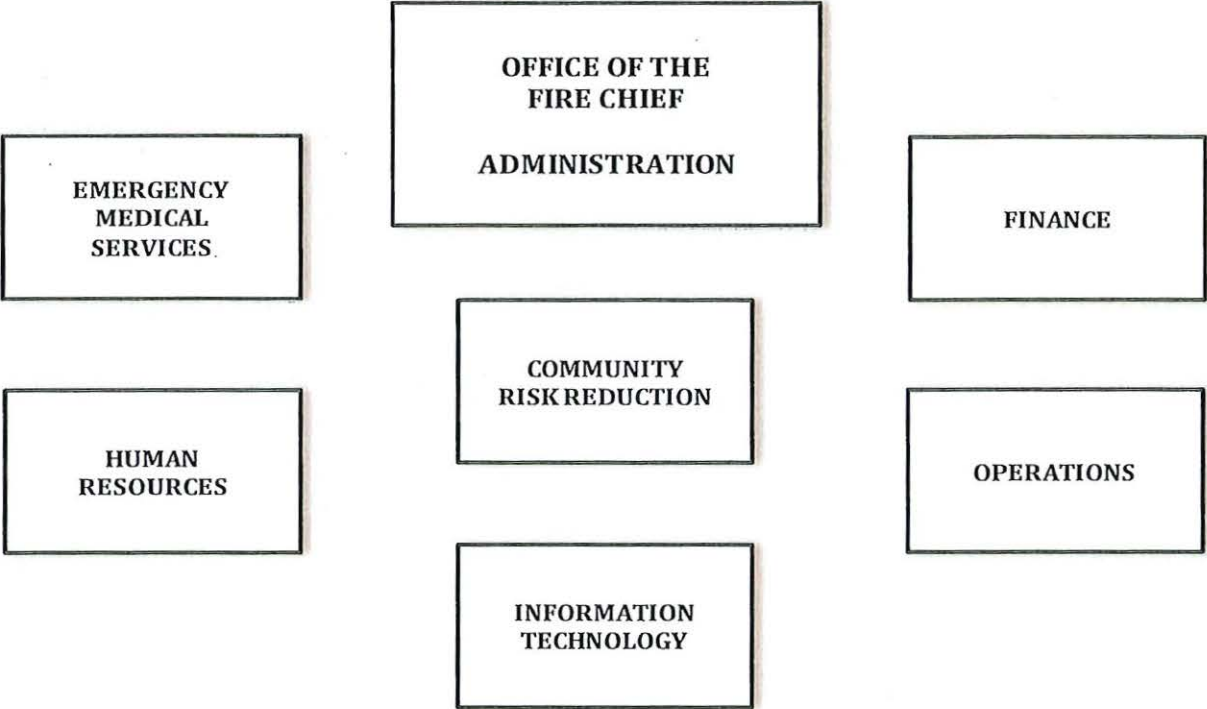 OFFICE OF THE
FIRE CHIEF
ADMINISTRATION
EMERGENCY
MEDICAL
SERVICES
FINANCE
COMMUNITY
RISK REDUCTION
HUMAN
RESOURCES
OPERATIONS
INFORMATION
TECHNOLOGY